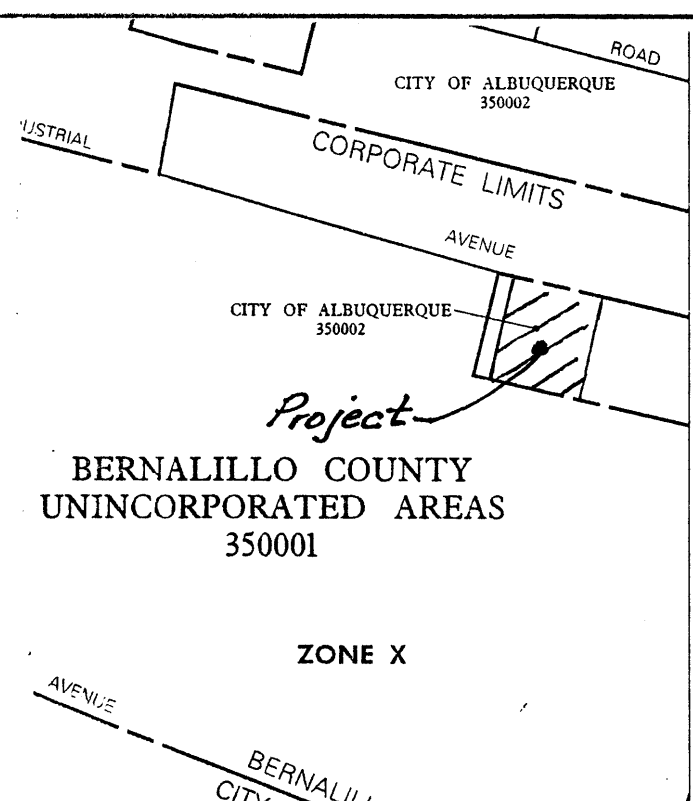 ROAD
CITY OF ALBUQUERQUE
350002
USTRIAL
CORPORATE LIMITS
AVENUE
CITY OF ALBUQUERQUE
350002
Project
BERNALILLO COUNTY
UNINCORPORATED AREAS
350001
ZONE X
AVENUE
BERNALILL
CITY